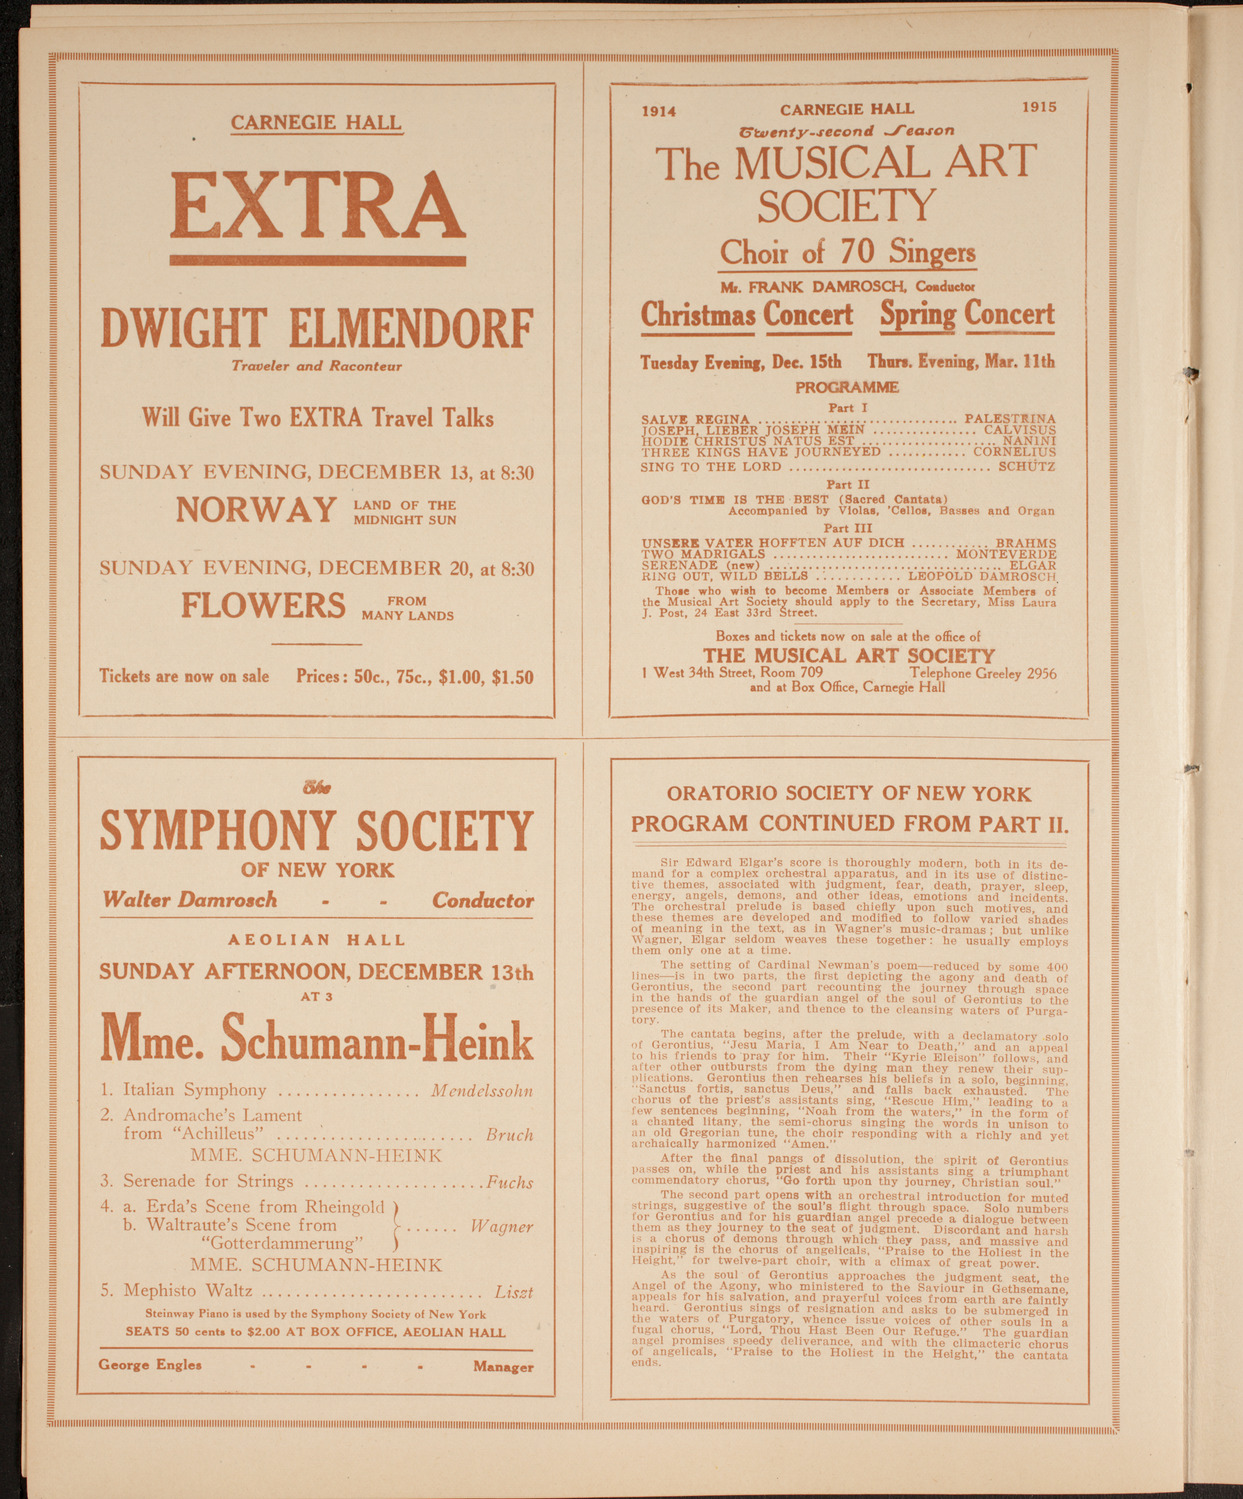 CARNEGIE HALL
EXTRA
DWIGHT ELMENDORF
Traveler and Raconteur
Will Give Two EXTRA Travel Talks
SUNDAY EVENING, DECEMBER 13, at 8:30
NORWAY LAND OF THE
MIDNIGHT SUN
SUNDAY EVENING, DECEMBER 20, at 8:30
FLOWERS FROM
MANY LANDS
Tickets are now on sale Prices: 50c., 75c., $1.00, $1.50
1914 CARNEGIE HALL 1915
Twenty-second Season
The MUSICAL ART
SOCIETY
Choir of 70 Singers
Mr. FRANK DAMROSCH, Conductor
Christmas Concert Spring Concert
Tuesday Evening, Dec. 15th Thurs. Evening, Mar. 11th
PROGRAMME
Part I
SALVE REGINA ............................. PALESTRINA
JOSEPH, LIEBER JOSEPH MEIN ................ CALVISUS
HODIE CHRISTUS NATUS EST .................... NANINI
THREE KINGS HAVE JOURNEYED ............ CORNELIUS
SING TO THE LORD .............................. SCHÜTZ
Part II
GOD'S TIME IS THE BEST (Sacred Cantata)
Accompanied by Violas, 'Cellos, Basses and Organ
Part III
UNSERE VATER HOFFTEN AUF DICH ........... BRAHMS
TWO MADRIGALS .......................... MONTEVERDE
SERENADE (new) .................................. ELGAR
RING OUT, WILD BELLS ............ LEOPOLD DAMROSCH.
Those who wish to become Members or Associate Members of
the Musical Art Society should apply to the Secretary, Miss Laura
J. Post, 24 East 33rd Street.
Boxes and tickets now on sale at the office of
THE MUSICAL ART SOCIETY
1 West 34th Street, Room 709 Telephone Greeley 2956
and at Box Office, Carnegie Hall
The
SYMPHONY SOCIETY
OF NEW YORK
Walter Damrosch - - Conductor
AEOLIAN HALL
SUNDAY AFTERNOON, DECEMBER 13th
AT 3
Mme. Schumann-Heink
1. Italian Symphony ................ Mendelssohn
2. Andromache's Lament
from "Achilleus" ...................... Bruch
MME. SCHUMANN-HEINK
3. Serenade for Strings ....................Fuchs
4. a. Erda's Scene from Rheingold
b. Waltraute's Scene from ...... Wagner
"Gotterdammerung"
MME. SCHUMANN-HEINK
5. Mephisto Waltz ......................... Liszt
Steinway Piano is used by the Symphony Society of New York
SEATS 50 cents to $2.00 AT BOX OFFICE, AEOLIAN HALL
George Engles - - - - Manager
ORATORIO SOCIETY OF NEW YORK
PROGRAM CONTINUED FROM PART II.
Sir Edward Elgar's score is thoroughly modern, both in its de-
mand for a complex orchestral apparatus, and in its use of distinc-
tive themes, associated with judgment, fear, death, prayer, sleep,
energy, angels, demons, and other ideas, emotions and incidents.
The orchestral prelude is based chiefly upon such motives, and
these themes are developed and modified to follow varied shades
of meaning in the text, as in Wagner's music-dramas; but unlike
Wagner, Elgar seldom weaves these together: he usually employs
them only one at a time.
The setting of Cardinal Newman's poem—reduced by some 400
lines—is in two parts, the first depicting the agony and death of
Gerontius, the second part recounting the journey through space
in the hands of the guardian angel of the soul of Gerontius to the
presence of its Maker, and thence to the cleansing waters of Purga-
tory.
The cantata begins, after the prelude, with a declamatory solo
of Gerontius, "Jesu Maria, I Am Near to Death," and an appeal
to his friends to pray for him. Their "Kyrie Eleison" follows, and
after other outbursts from the dying man they renew their sup-
plications. Gerontius then rehearses his beliefs in a solo, beginning,
"Sanctus fortis, sanctus Deus," and falls back exhausted. The
chorus of the priest's assistants sing, "Rescue Him," leading to a
few sentences beginning, "Noah from the waters," in the form of
a chanted litany, the semi-chorus singing the words in unison to
an old Gregorian tune, the choir responding with a richly and yet
archaically harmonized "Amen."
After the final pangs of dissolution, the spirit of Gerontius
passes on, while the priest and his assistants sing a triumphant
commendatory chorus, "Go forth upon thy journey, Christian soul."
The second part opens with an orchestral introduction for muted
strings, suggestive of the soul's flight through space. Solo numbers
for Gerontius and for his guardian angel precede a dialogue between
them as they journey to the seat of judgment. Discordant and harsh
is a chorus of demons through which they pass, and massive and
inspiring is the chorus of angelicals, "Praise to the Holiest in the
Height," for twelve-part choir, with a climax of great power.
As the soul of Gerontius approaches the judgment seat, the
Angel of the Agony, who ministered to the Saviour in Gethsemane,
appeals for his salvation, and prayerful voices from earth are faintly
heard. Gerontius sings of resignation and asks to be submerged in
the waters of Purgatory, whence issue voices of other souls in a
fugal chorus, "Lord, Thou Hast Been Our Refuge." The guardian
angel promises speedy deliverance, and with the climacteric chorus
of angelicals, "Praise to the Holiest in the Height," the cantata
ends.